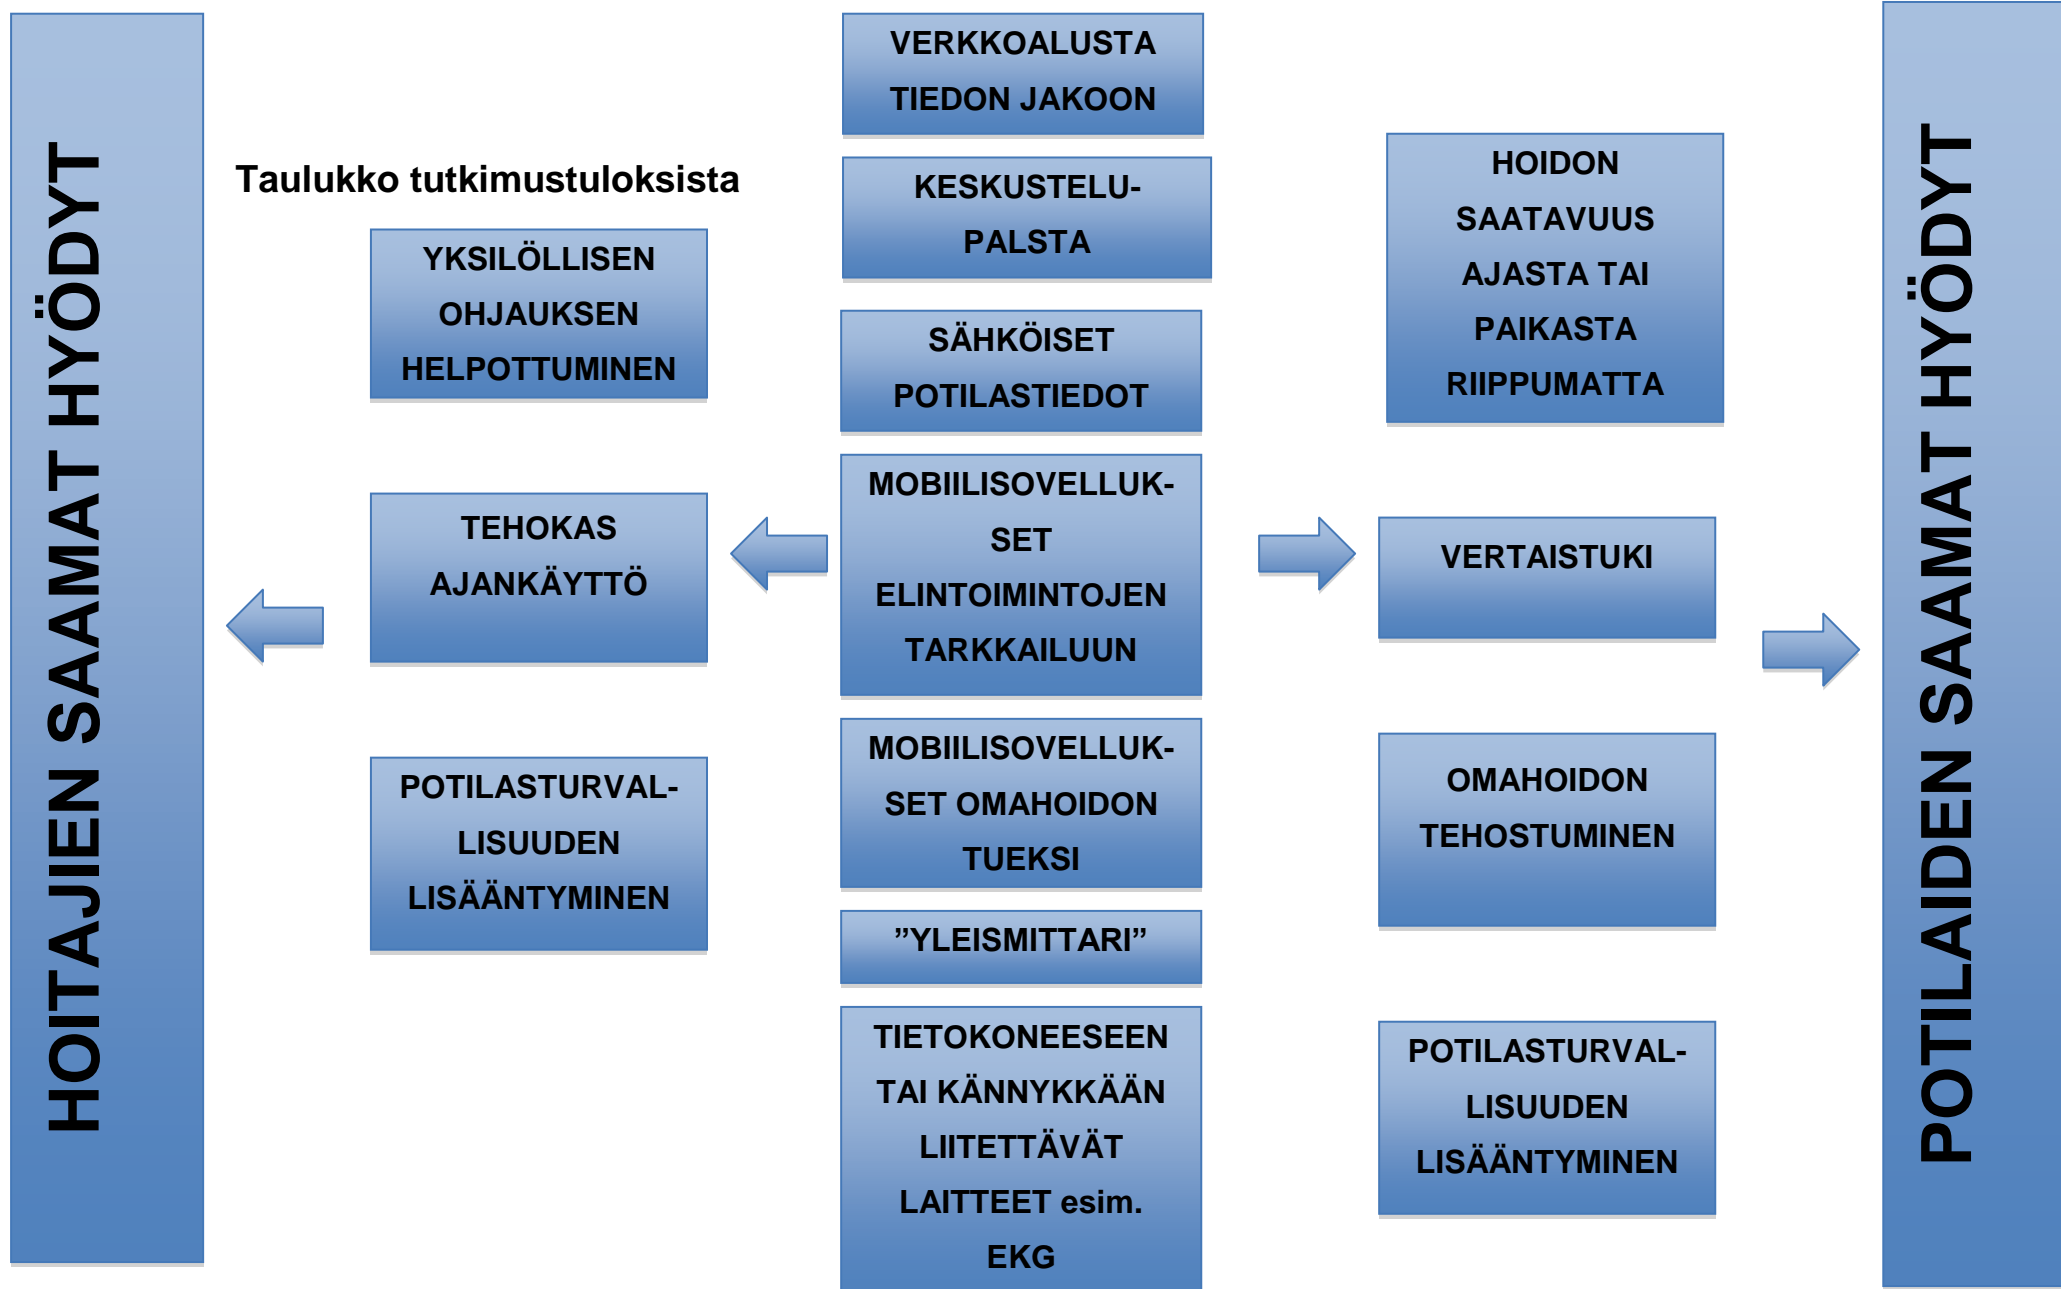 HOITAJIEN SAAMAT HYÖDYT
Taulukko tutkimustuloksista
YKSILÖLLISEN
OHJAUKSEN
HELPOTTUMINEN
TEHOKAS
AJANKÄYTTÖ
POTILASTURVAL-
LISUUDEN
LISÄÄNTYMINEN
VERKKOALUSTA
TIEDON JAKOON
KESKUSTELU-
PALSTA
SÄHKÖISET
POTILASTIEDOT
MOBIILISOVELLUK-
SET
ELINTOIMINTOJEN
TARKKAILUUN
MOBIILISOVELLUK-
SET OMAHOIDON
TUEKSI
”YLEISMITTARI”
TIETOKONEESEEN
TAI KÄNNYKKÄÄN
LIITETTÄVÄT
LAITTEET esim.
EKG
HOIDON
SAATAVUUS
AJASTA TAI
PAIKASTA
RIIPPUMATTA
VERTAISTUKI
OMAHOIDON
TEHOSTUMINEN
POTILASTURVAL-
LISUUDEN
LISÄÄNTYMINEN
POTILAIDEN SAAMAT HYÖDYT